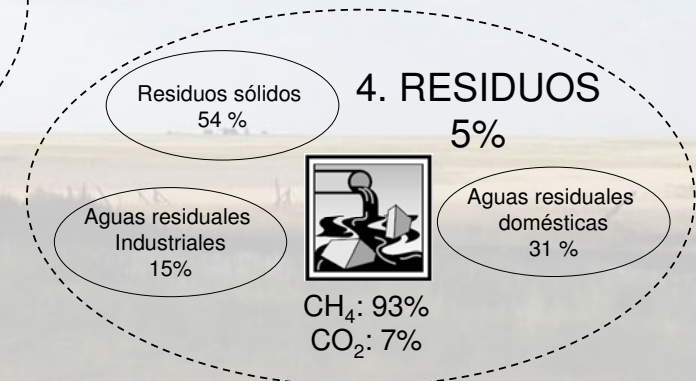 Residuos sólidos
54 %
4. RESIDUOS
5%
Aguas residuales
Industriales
15%
Aguas residuales
domésticas
31 %
CH₄: 93%
CO₂: 7%